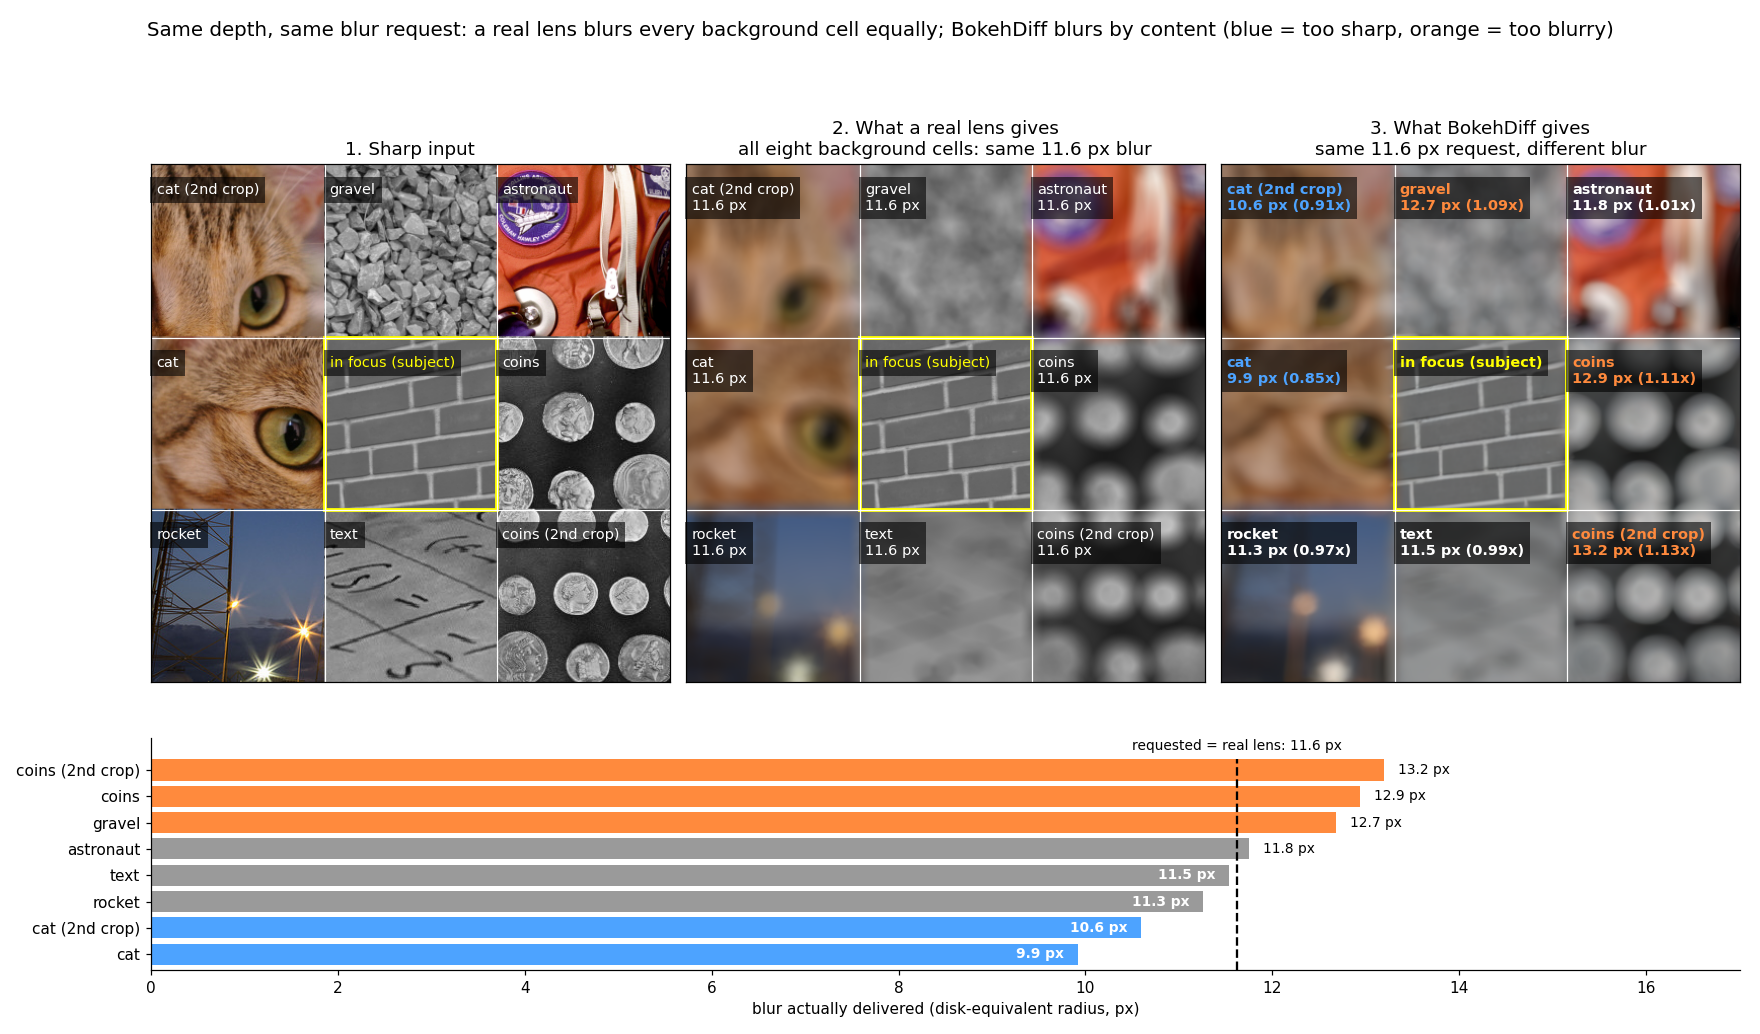 Same depth, same blur request: a real lens blurs every background cell equally; BokehDiff blurs by content (blue = too sharp, orange = too blurry)
1. Sharp input
cat (2nd crop)
gravel
astronaut
COLEMAN HAWLEY
cat
in focus (subject)
coins
rocket
text
coins (2nd crop)
2. What a real lens gives
all eight background cells: same 11.6 px blur
cat (2nd crop)
11.6 px
gravel
11.6 px
astronaut
11.6 px
cat
11.6 px
in focus (subject)
coins
11.6 px
rocket
11.6 px
text
11.6 px
coins (2nd crop)
11.6 px
3. What BokehDiff gives
same 11.6 px request, different blur
cat (2nd crop)
10.6 px (0.91x)
gravel
12.7 px (1.09x)
astronaut
11.8 px (1.01x)
cat
9.9 px (0.85x)
in focus (subject)
coins
12.9 px (1.11x)
rocket
11.3 px (0.97x)
text
11.5 px (0.99x)
coins (2nd crop)
13.2 px (1.13x)
requested = real lens: 11.6 px
coins (2nd crop)
13.2 px
coins
12.9 px
gravel
12.7 px
astronaut
11.8 px
text
11.5 px
rocket
11.3 px
cat (2nd crop)
10.6 px
cat
9.9 px
0 2 4 6 8 10 12 14 16
blur actually delivered (disk-equivalent radius, px)